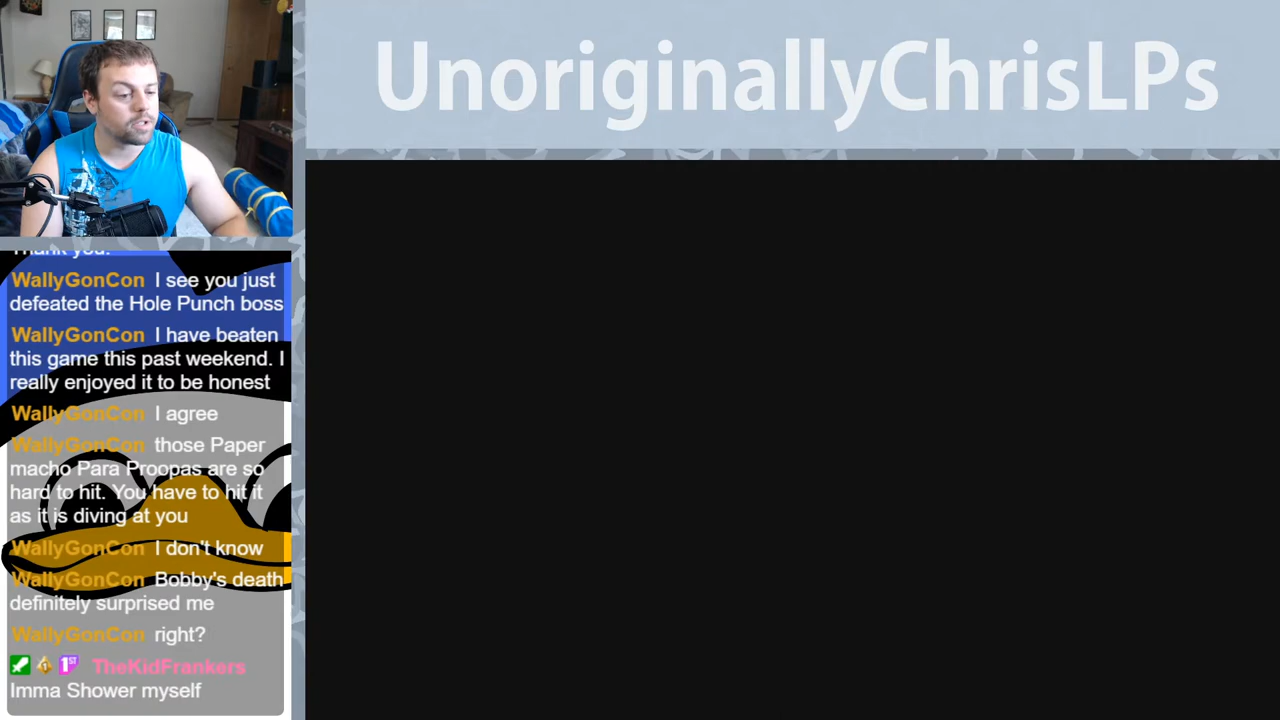 UnoriginallyChrisLPs
Thank you.
WallyGonCon I see you just
defeated the Hole Punch boss
WallyGonCon I have beaten
this game this past weekend. I
really enjoyed it to be honest
WallyGonCon I agree
WallyGonCon those Paper
macho Para Proopas are so
hard to hit. You have to hit it
as it is diving at you
WallyGonCon I don't know
WallyGonCon Bobby's death
definitely surprised me
WallyGonCon right?
1ST TheKidFrankers
Imma Shower myself